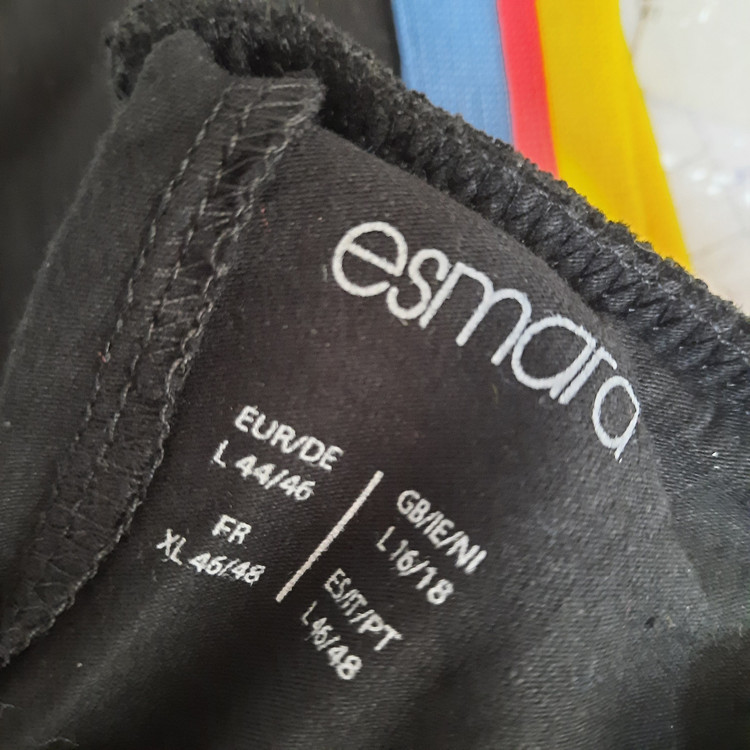 esmara
EUR/DE
L 44/46
FR
XL 46/48
GB/IE/NI
L 16/18
ES/IT/PT
L 46/48